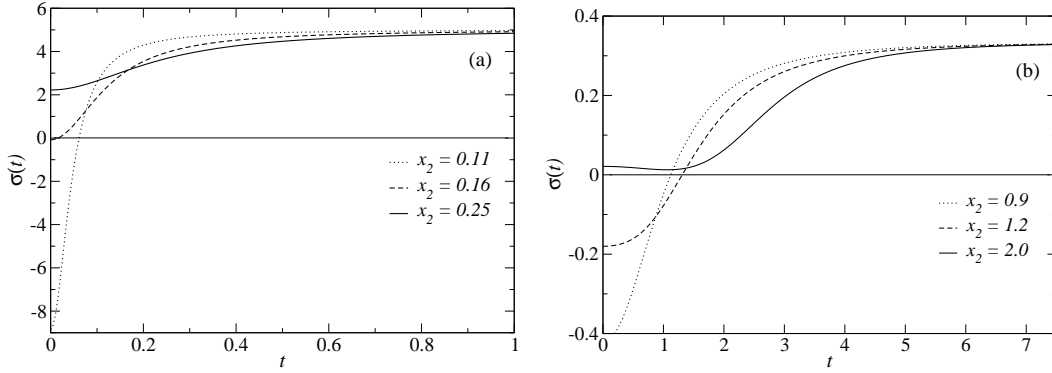 6
4
2
0
-2
-4
-6
-8
σ(t)
(a)
x2 = 0.11
x2 = 0.16
x2 = 0.25
0 0.2 0.4 0.6 0.8 1
t
0.4
0.2
0
-0.2
-0.4
σ(t)
(b)
x2 = 0.9
x2 = 1.2
x2 = 2.0
0 1 2 3 4 5 6 7
t